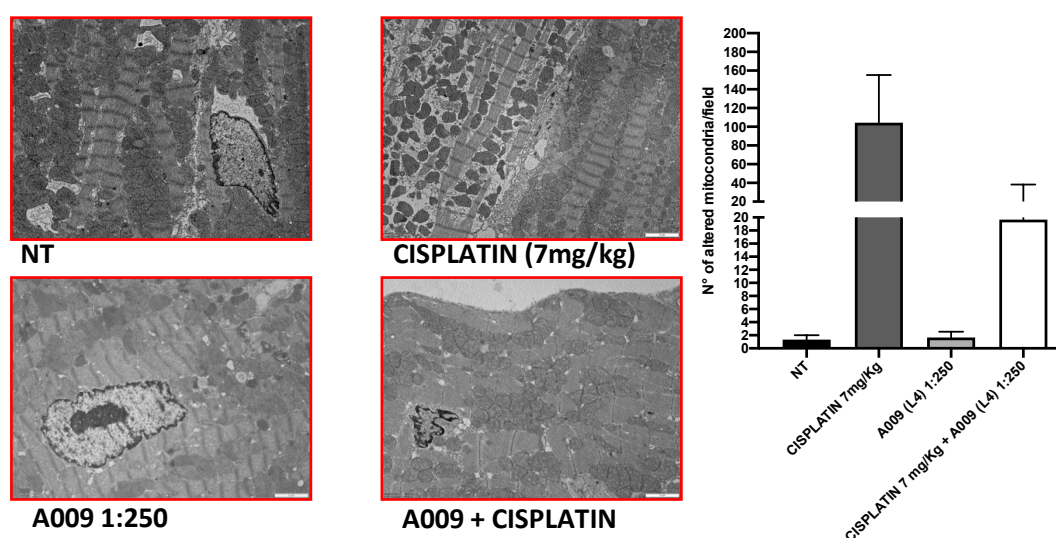 NT
CISPLATIN (7mg/kg)
A009 1:250
A009 + CISPLATIN
N° of altered mitocondria/field
200
180
160
140
120
100
80
60
40
20
20
18
16
14
12
10
8
6
4
2
0
NT
CISPLATIN 7mg/Kg
A009 (L4) 1:250
CISPLATIN 7 mg/Kg + A009 (L4) 1:250